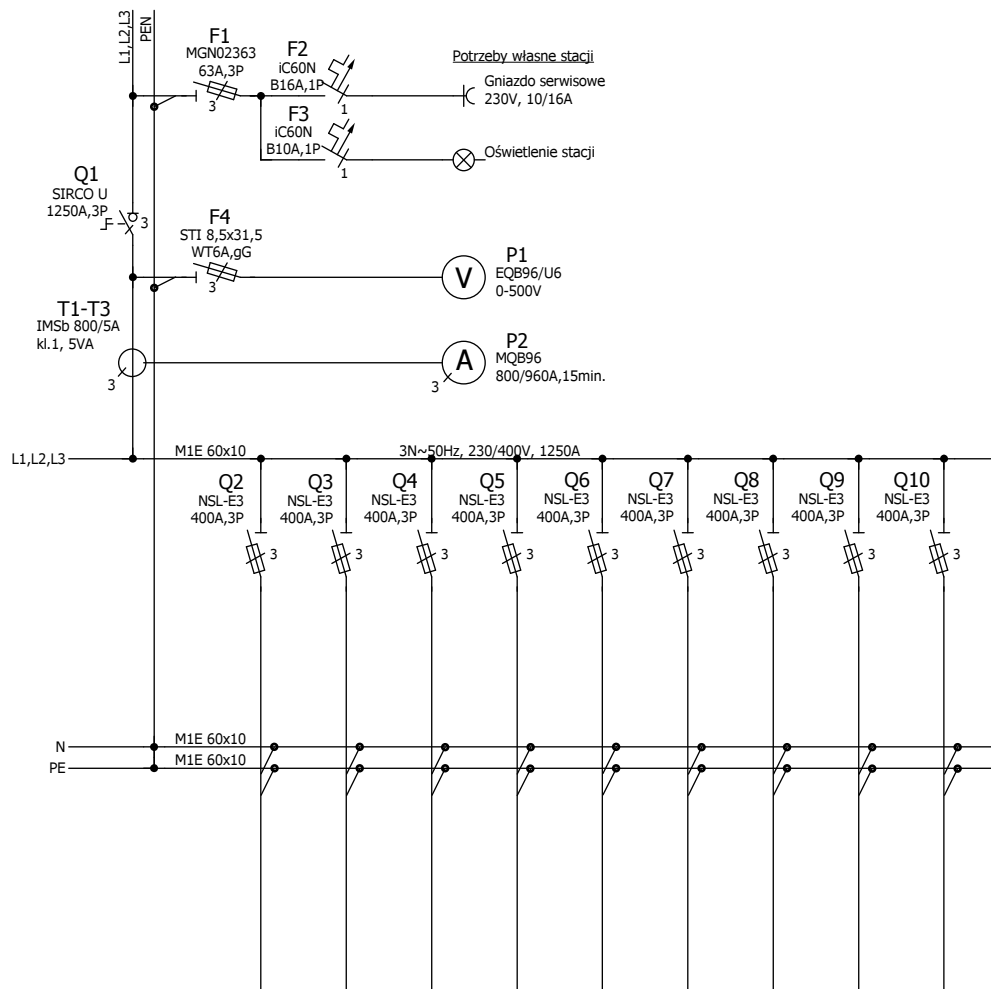 L1,L2,L3
PEN
F1
MGN02363
63A,3P
3
F2
iC60N
B16A,1P
1
Potrzeby własne stacji
Gniazdo serwisowe
230V, 10/16A
F3
iC60N
B10A,1P
1
Oświetlenie stacji
Q1
SIRCO U
1250A,3P
3
F4
STI 8,5x31,5
WT6A,gG
3
V
P1
EQB96/U6
0-500V
T1-T3
IMSb 800/5A
kl.1, 5VA
3
A
3
P2
MQB96
800/960A,15min.
L1,L2,L3
M1E 60x10
3N~50Hz, 230/400V, 1250A
Q2
NSL-E3
400A,3P
3
Q3
NSL-E3
400A,3P
3
Q4
NSL-E3
400A,3P
3
Q5
NSL-E3
400A,3P
3
Q6
NSL-E3
400A,3P
3
Q7
NSL-E3
400A,3P
3
Q8
NSL-E3
400A,3P
3
Q9
NSL-E3
400A,3P
3
Q10
NSL-E3
400A,3P
3
N
M1E 60x10
PE
M1E 60x10